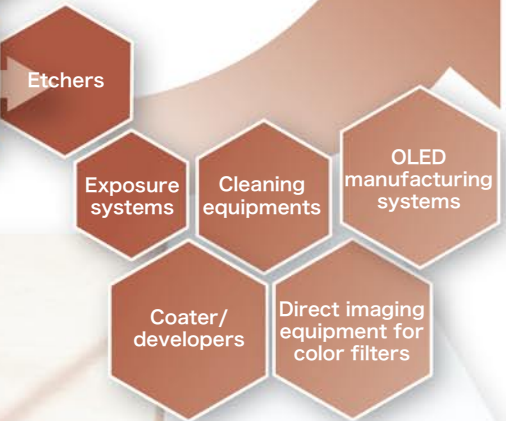 Etchers
Exposure
systems
Cleaning
equipments
OLED
manufacturing
systems
Coater/
developers
Direct imaging
equipment for
color filters